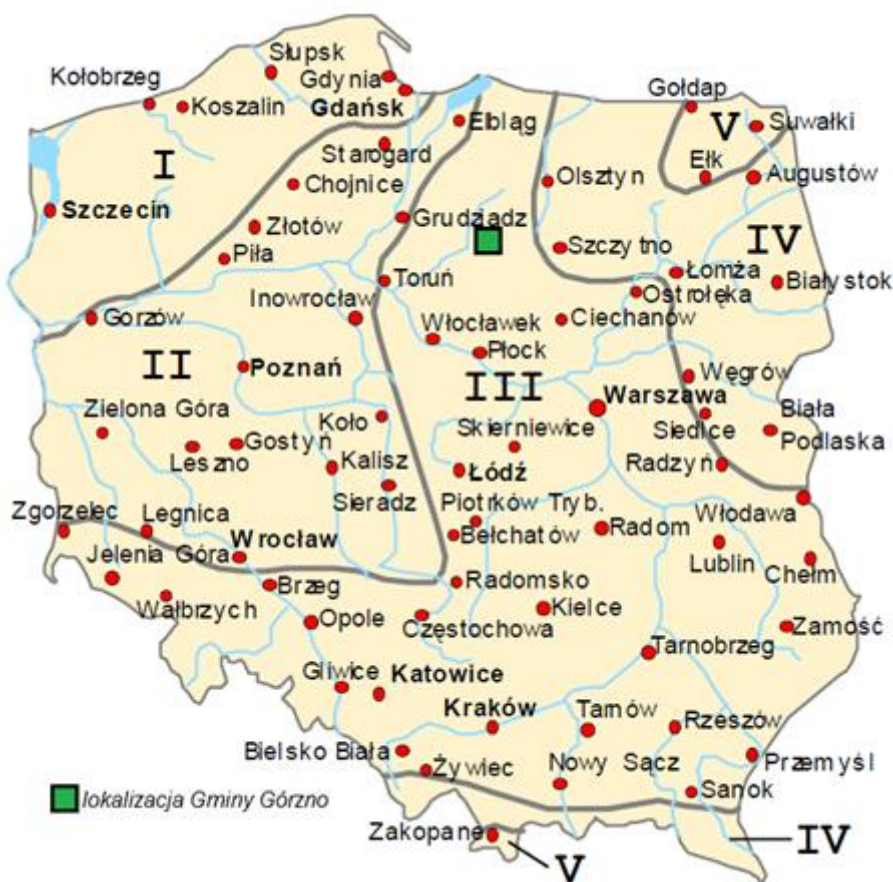 Słupsk
Kołobrzeg
Gdynia
Koszalin
Gdańsk
Gołdap
Elbląg
V
Suwałki
I
Starogard
Ełk
Chojnice
Olsztyn
Augustów
Szczecin
Grudziądz
Złotów
IV
Piła
Szczytno
Toruń
Łomża
Białystok
Inowrocław
Ostrołęka
Gorzów
Włocławek
Ciechanów
Płock
II
Poznań
III
Węgrów
Warszawa
Zielona Góra
Koło
Skierniewice
Siedlce
Biała
Podlaska
Gostyń
Leszno
Kalisz
Łódź
Radzyń
Sieradz
Piotrków Tryb.
Zgorzelec
Legnica
Włodawa
Wrocław
Bełchatów
Radom
Jelenia Góra
Lublin
Chełm
Brzeg
Radomsko
Wałbrzych
Opole
Częstochowa
Kielce
Zamość
Tarnobrzeg
Gliwice
Katowice
Kraków
Tarnów
Rzeszów
Bielsko Biała
Żywiec
Nowy Sącz
Przemyśl
Sanok
lokalizacja Gminy Górzno
Zakopane
V
IV